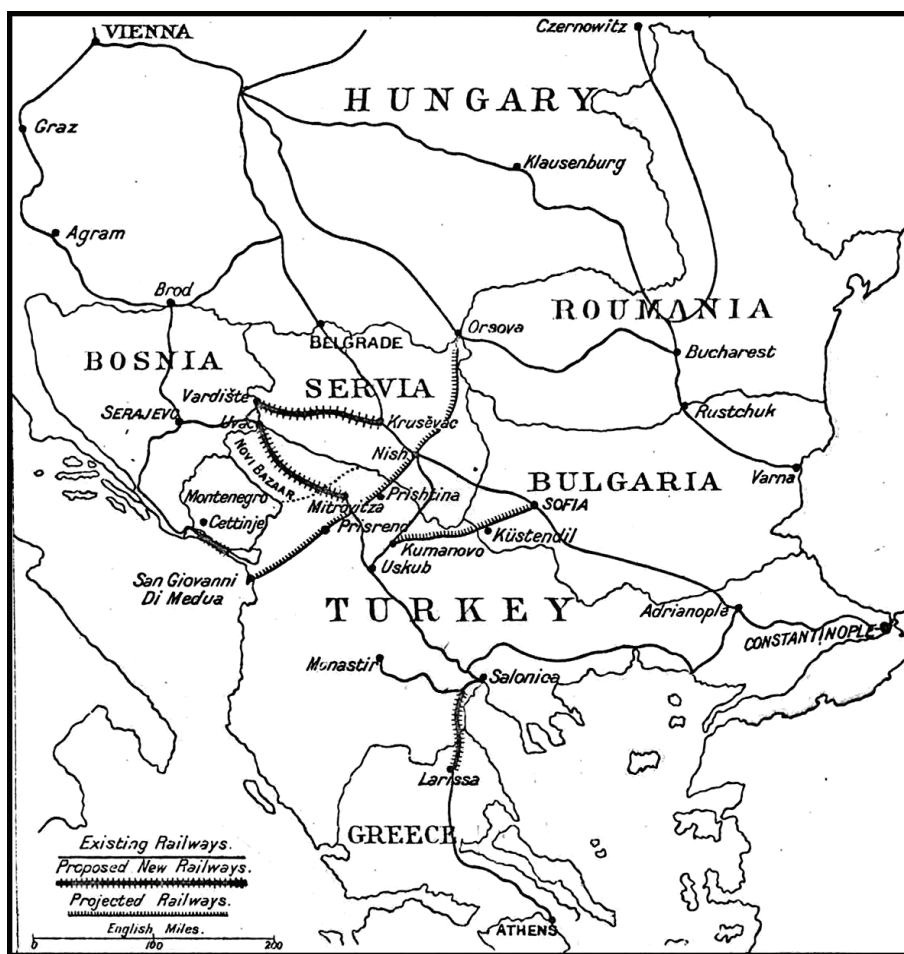 VIENNA
Czernowitz
HUNGARY
Graz
Klausenburg
Agram
Brod
ROUMANIA
Orsova
BELGRADE
BOSNIA
Bucharest
SERVIA
Vardište
Rustchuk
SERAJEVO
Uvac
Krusěvac
Nish
NOVI BAZAAR
BULGARIA
Varna
Montenegro
Mitrovitza
Prishtina
SOFIA
Cettinje
Prisrend
Küstendil
Kumanovo
Uskub
San Giovanni
Di Medua
TURKEY
Adrianople
CONSTANTINOPLE
Monastir
Salonica
Larissa
GREECE
Existing Railways.
Proposed New Railways.
Projected Railways.
English Miles.
0 100 200
ATHENS